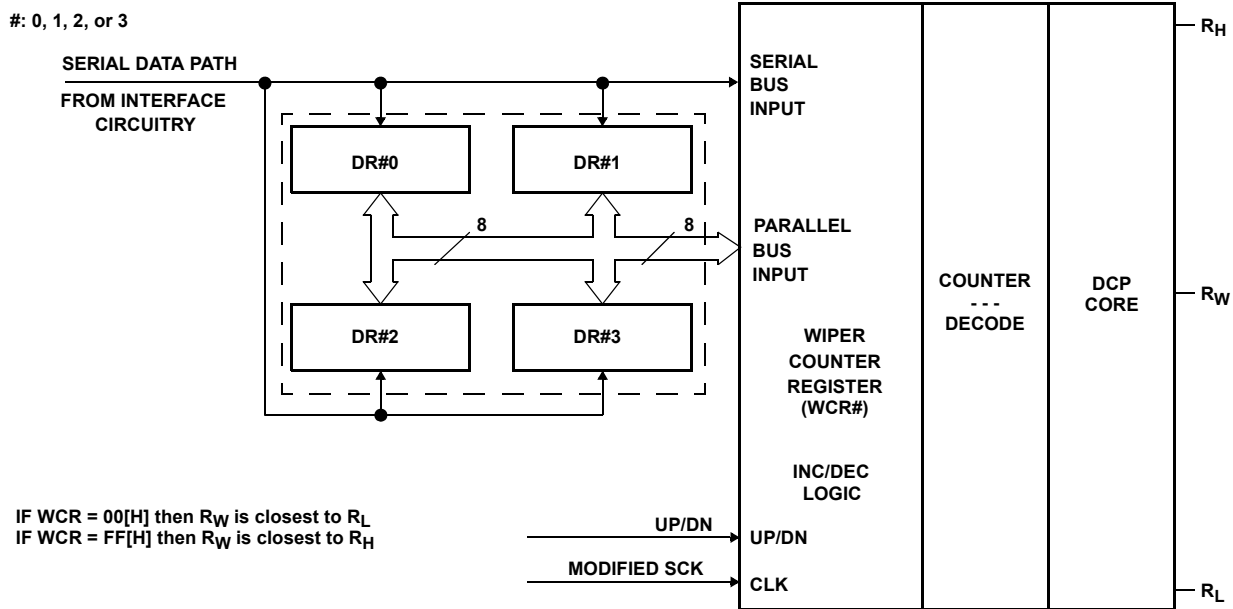 #: 0, 1, 2, or 3
SERIAL DATA PATH
FROM INTERFACE
CIRCUITRY
DR#0
DR#1
8
8
DR#2
DR#3
SERIAL
BUS
INPUT
PARALLEL
BUS
INPUT
WIPER
COUNTER
REGISTER
(WCR#)
INC/DEC
LOGIC
UP/DN
UP/DN
MODIFIED SCK
CLK
COUNTER
- - -
DECODE
DCP
CORE
RH
RW
RL
IF WCR = 00[H] then RW is closest to RL
IF WCR = FF[H] then RW is closest to RH